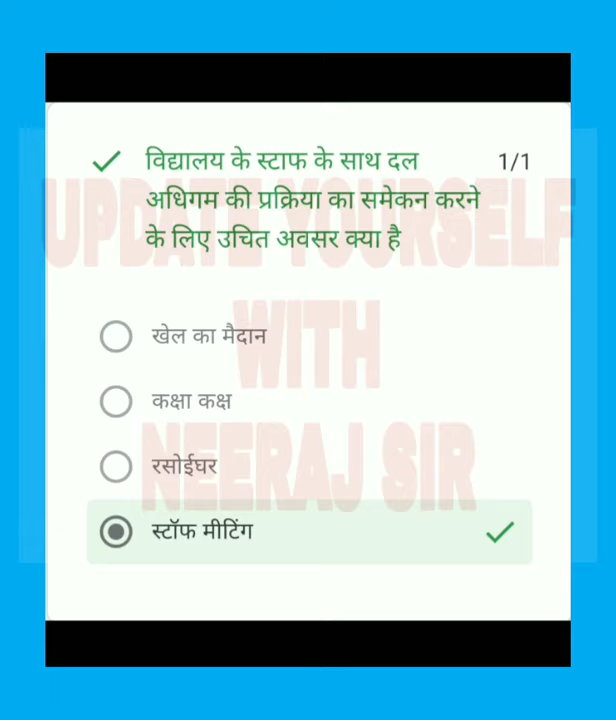 विद्यालय के स्टाफ के साथ दल 1/1
अधिगम की प्रक्रिया का समेकन करने
के लिए उचित अवसर क्या है
UPDATE YOURSELF
WITH
NEERAJ SIR
खेल का मैदान
कक्षा कक्ष
रसोईघर
स्टॉफ मीटिंग